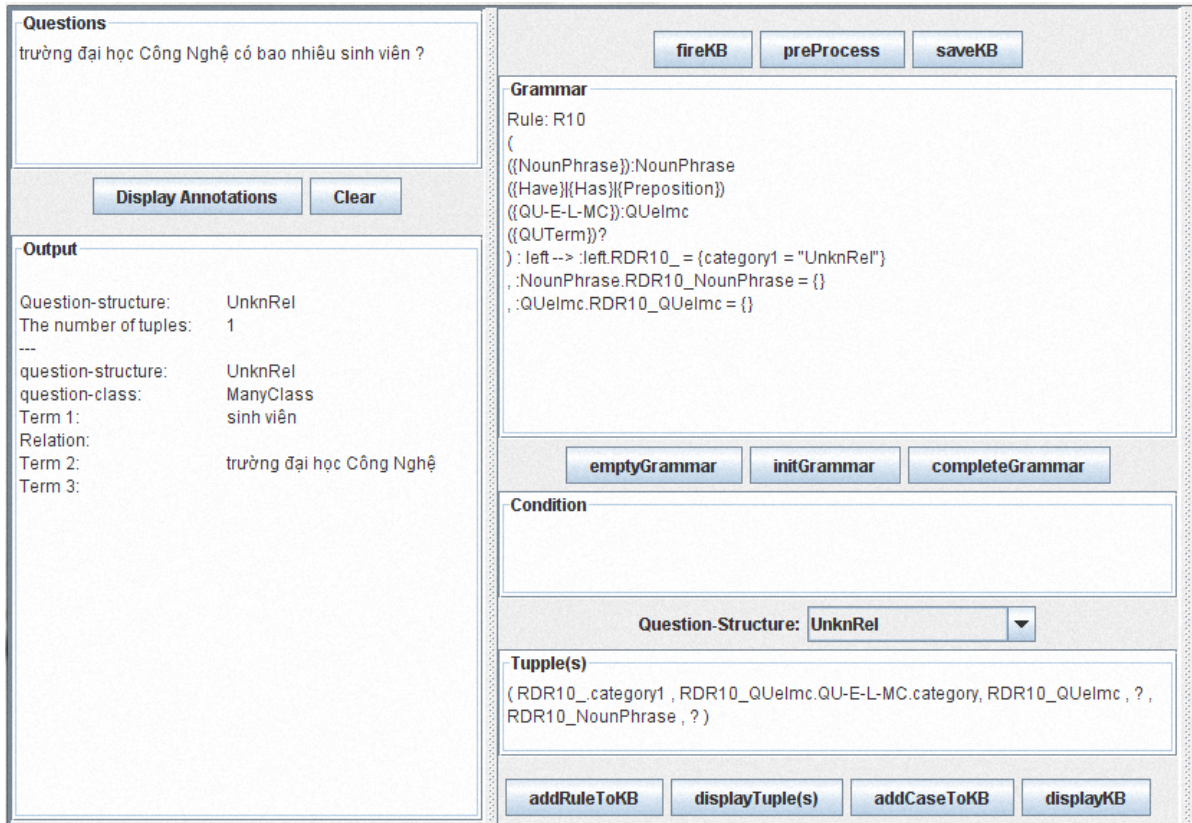 Questions
trường đại học Công Nghệ có bao nhiêu sinh viên ?
Display Annotations
Clear
Output
Question-structure: UnknRel
The number of tuples: 1
---
question-structure: UnknRel
question-class: ManyClass
Term 1: sinh viên
Relation:
Term 2: trường đại học Công Nghệ
Term 3:
fireKB
preProcess
saveKB
Grammar
Rule: R10
(
({NounPhrase}):NounPhrase
({Have}|{Has}|{Preposition})
({QU-E-L-MC}):QUelmc
({QUTerm})?
) : left --> :left.RDR10_ = {category1 = "UnknRel"}
, :NounPhrase.RDR10_NounPhrase = {}
, :QUelmc.RDR10_QUelmc = {}
emptyGrammar
initGrammar
completeGrammar
Condition
Question-Structure: UnknRel
Tupple(s)
( RDR10_.category1 , RDR10_QUelmc.QU-E-L-MC.category, RDR10_QUelmc , ? ,
RDR10_NounPhrase , ? )
addRuleToKB
displayTuple(s)
addCaseToKB
displayKB